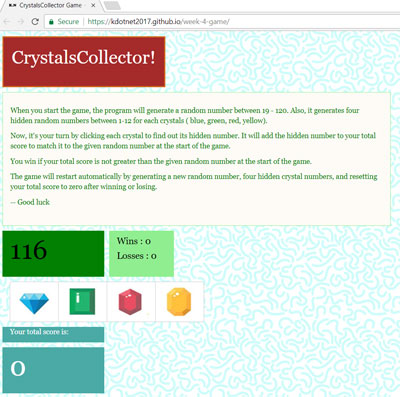 CrystalsCollector Game
Secure | https://kdotnet2017.github.io/week-4-game/
CrystalsCollector!
When you start the game, the program will generate a random number between 19 - 120. Also, it generates four
hidden random numbers between 1-12 for each crystals ( blue, green, red, yellow).
Now, it's your turn by clicking each crystal to find out its hidden number. It will add the hidden number to your total
score to match it to the given random number at the start of the game.
You win if your total score is not greater than the given random number at the start of the game.
The game will restart automatically by generating a new random number, four hidden crystal numbers, and resetting
your total score to zero after winning or losing.
— Good luck
116
Wins : 0
Losses : 0
Your total score is:
0